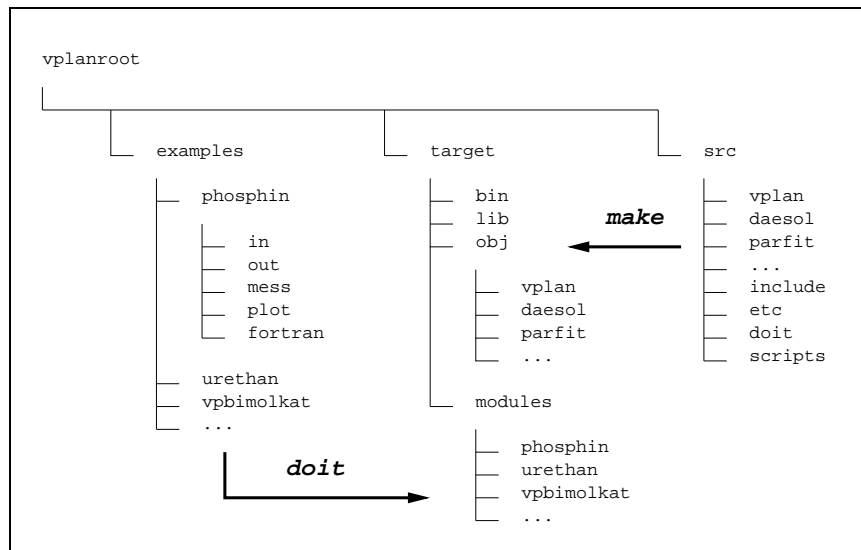 vplanroot
examples
phosphin
in
out
mess
plot
fortran
urethan
vpbimolkat
...
doit
target
bin
lib
obj
vplan
daesol
parfit
...
modules
phosphin
urethan
vpbimolkat
...
make
src
vplan
daesol
parfit
...
include
etc
doit
scripts